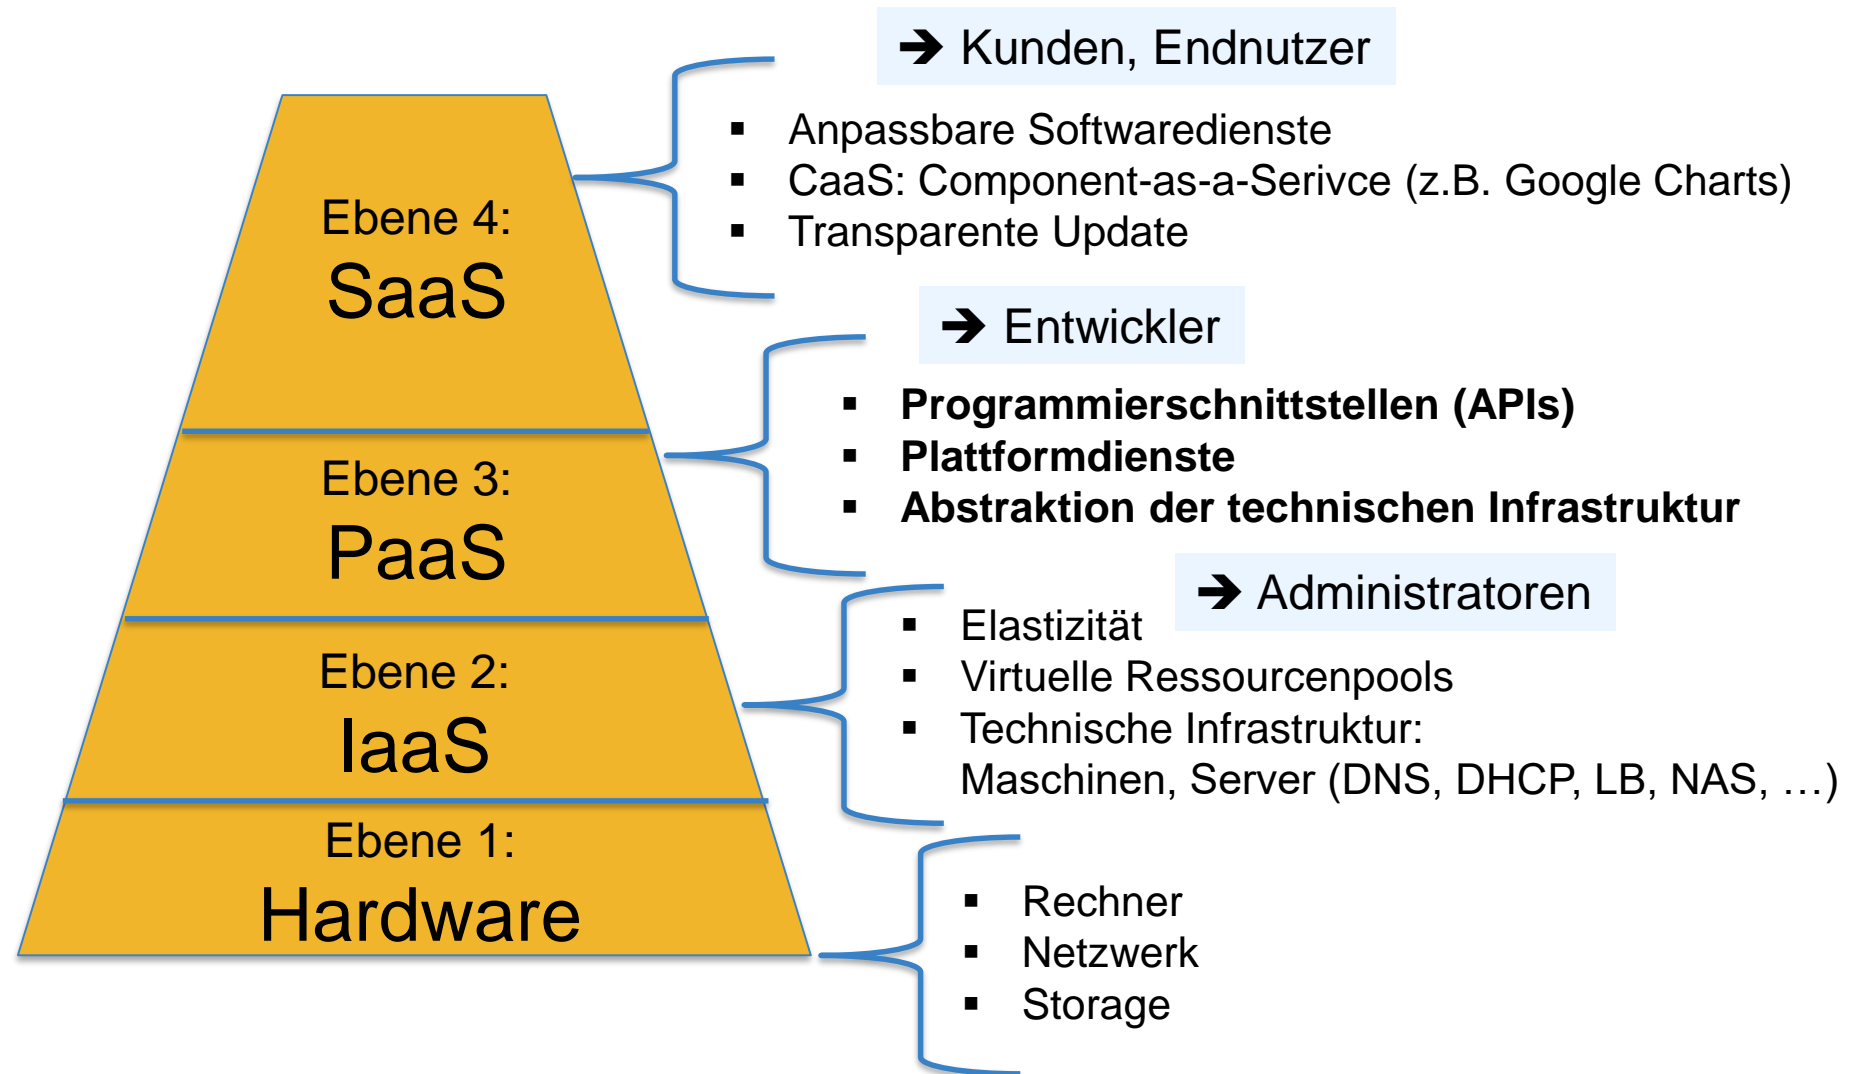 ➔ Kunden, Endnutzer
▪ Anpassbare Softwaredienste
▪ CaaS: Component-as-a-Serivce (z.B. Google Charts)
▪ Transparente Update
Ebene 4:
SaaS
➔ Entwickler
▪ Programmierschnittstellen (APIs)
▪ Plattformdienste
▪ Abstraktion der technischen Infrastruktur
Ebene 3:
PaaS
➔ Administratoren
▪ Elastizität
▪ Virtuelle Ressourcenpools
▪ Technische Infrastruktur:
Maschinen, Server (DNS, DHCP, LB, NAS, …)
Ebene 2:
IaaS
Ebene 1:
Hardware
▪ Rechner
▪ Netzwerk
▪ Storage